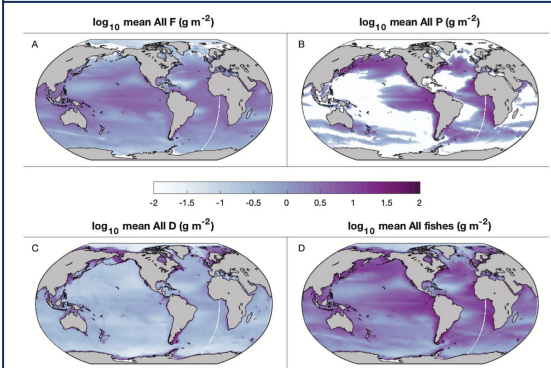 log10 mean All F (g m−2)
log10 mean All P (g m−2)
A
B
-2 -1.5 -1 -0.5 0 0.5 1 1.5 2
log10 mean All D (g m−2)
log10 mean All fishes (g m−2)
C
D